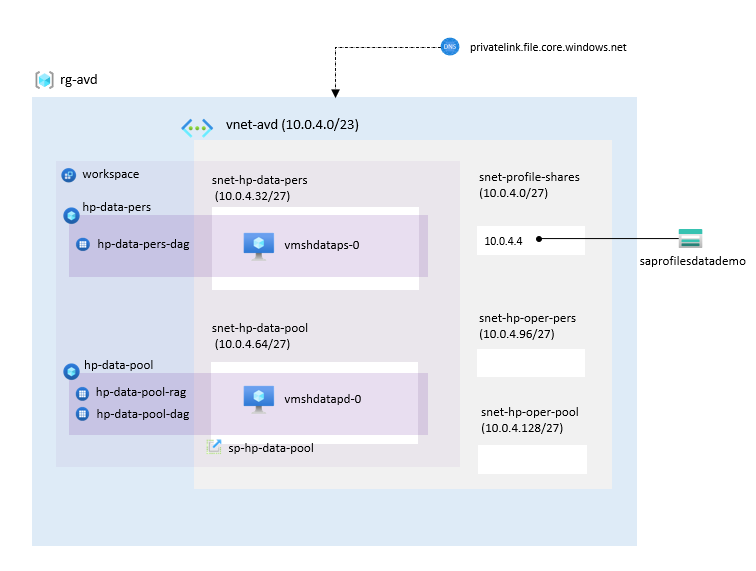 DNS
privatelink.file.core.windows.net
rg-avd
vnet-avd (10.0.4.0/23)
workspace
snet-hp-data-pers
(10.0.4.32/27)
snet-profile-shares
(10.0.4.0/27)
hp-data-pers
hp-data-pers-dag
vmshdataps-0
10.0.4.4
saprofilesdatademo
snet-hp-data-pool
(10.0.4.64/27)
snet-hp-oper-pers
(10.0.4.96/27)
hp-data-pool
hp-data-pool-rag
hp-data-pool-dag
vmshdatapd-0
snet-hp-oper-pool
(10.0.4.128/27)
sp-hp-data-pool